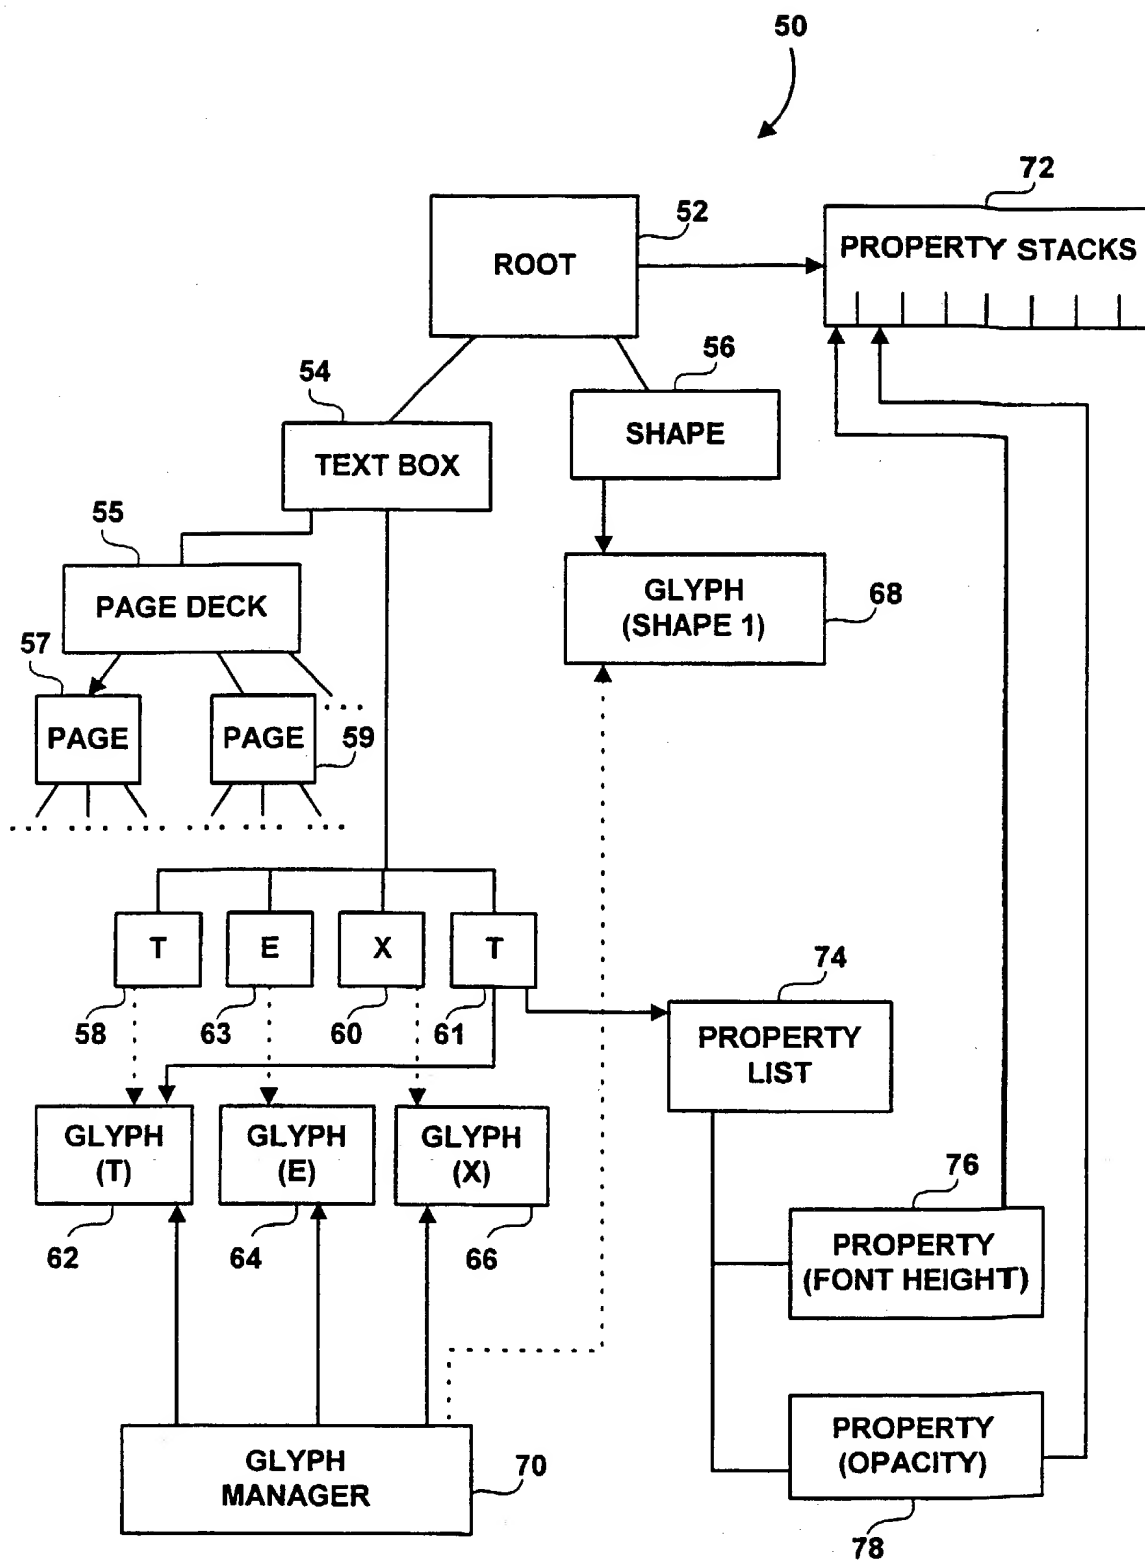 50
72
52
PROPERTY STACKS
ROOT
56
54
SHAPE
TEXT BOX
55
GLYPH
(SHAPE 1)
68
PAGE DECK
57
PAGE
PAGE
59
T
E
X
T
58
63
60
61
74
PROPERTY
LIST
GLYPH
(T)
GLYPH
(E)
GLYPH
(X)
62
64
66
76
PROPERTY
(FONT HEIGHT)
PROPERTY
(OPACITY)
78
GLYPH
MANAGER
70